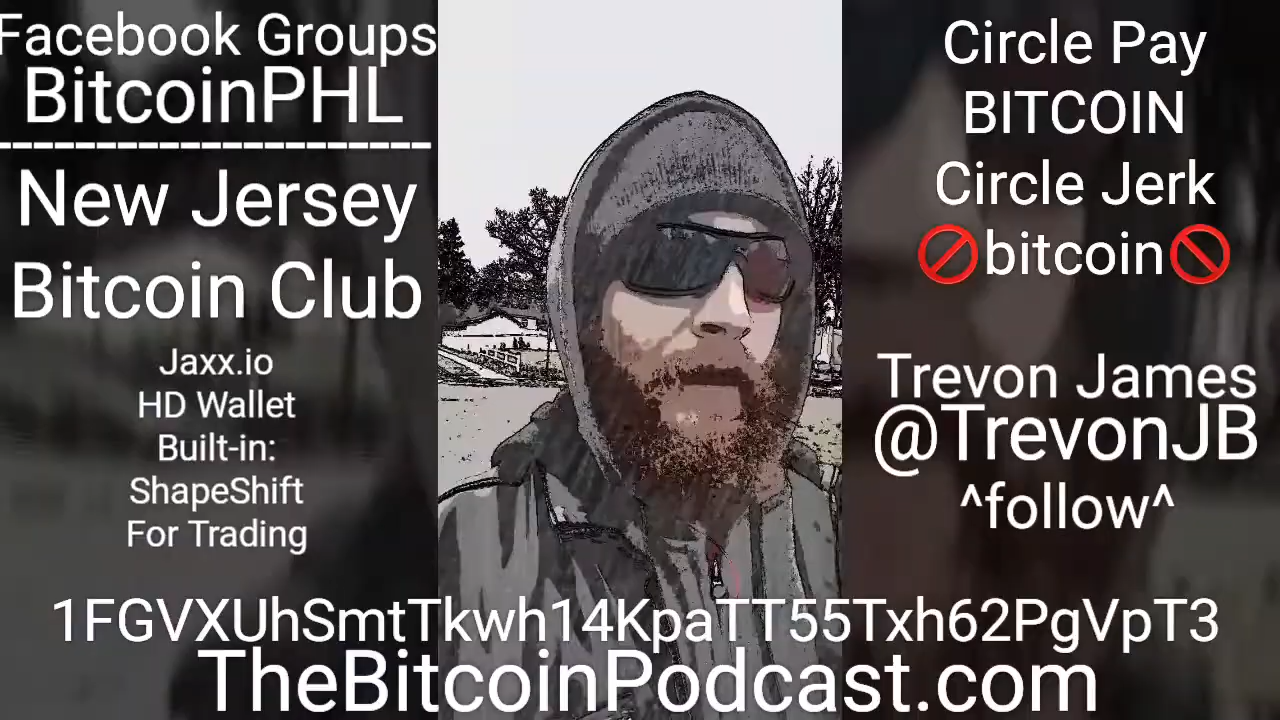 Facebook Groups
BitcoinPHL
-----------------------
New Jersey
Bitcoin Club
Jaxx.io
HD Wallet
Built-in:
ShapeShift
For Trading
Circle Pay
BITCOIN
Circle Jerk
🚫bitcoin🚫
Trevon James
@TrevonJB
^follow^
1FGVXUhSmtTkwh14KpaTT55Txh62PgVpT3
TheBitcoinPodcast.com